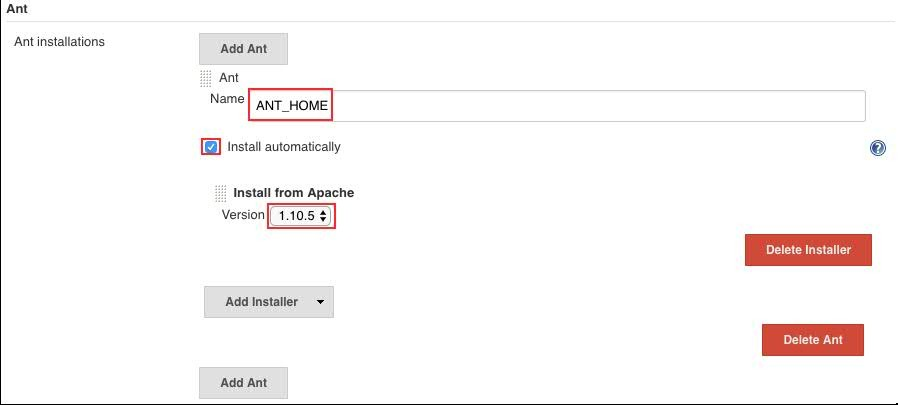 Ant
Ant installations
Add Ant
Ant
Name ANT_HOME
Install automatically
?
Install from Apache
Version 1.10.5
Delete Installer
Add Installer
Delete Ant
Add Ant